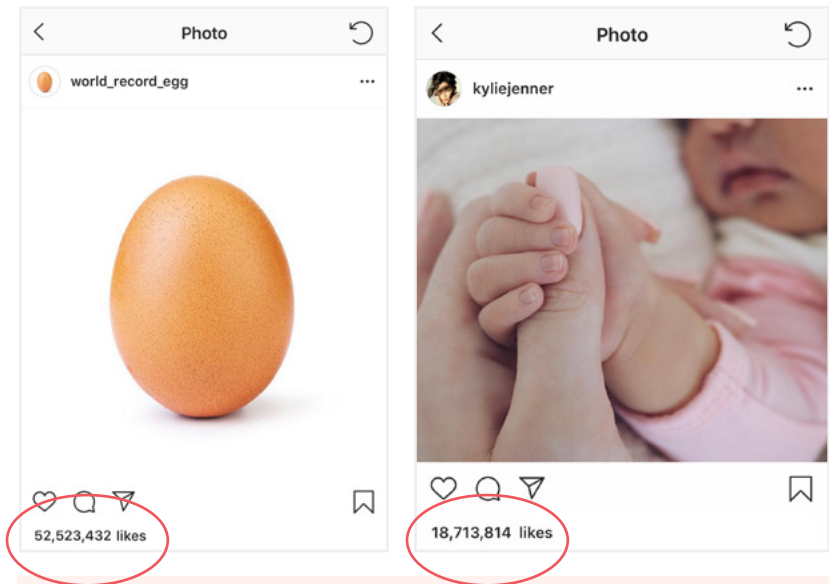 Photo
world_record_egg
52,523,432 likes
Photo
kyliejenner
18,713,814 likes